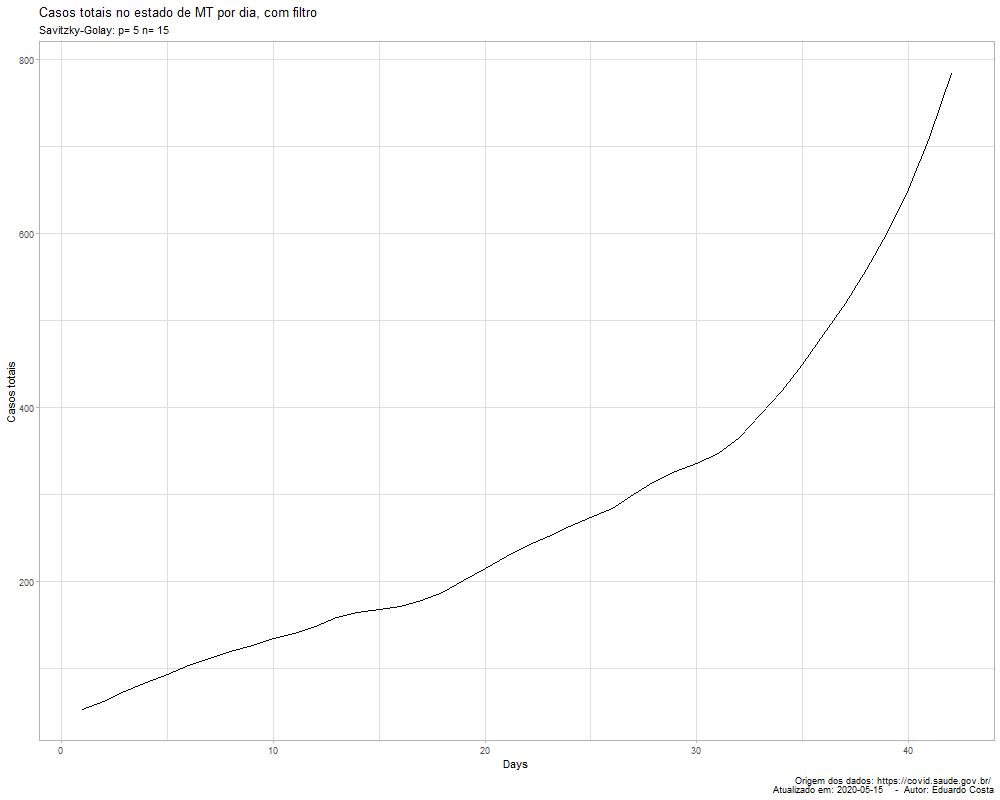 Casos totais no estado de MT por dia, com filtro
Savitzky-Golay: p= 5 n= 15
800
600
400
200
Casos totais
0 10 20 30 40
Days
Origem dos dados: https://covid.saude.gov.br/
Atualizado em: 2020-05-15 - Autor: Eduardo Costa